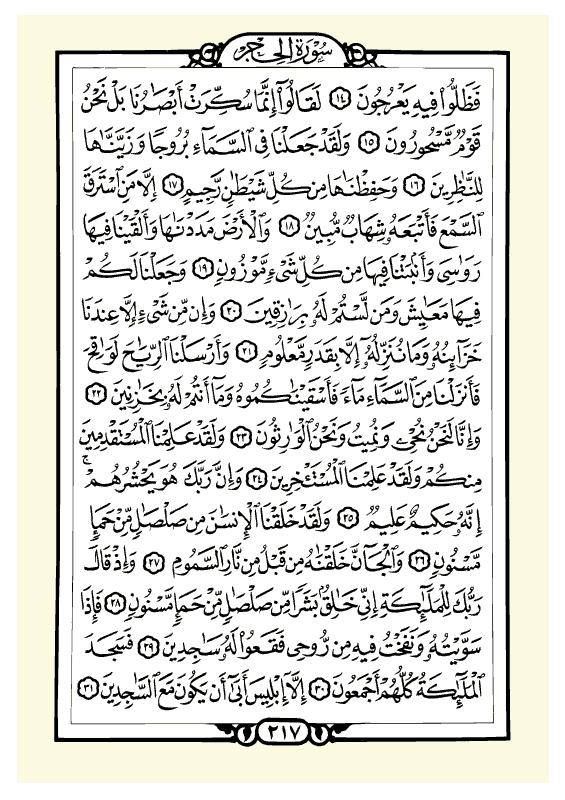 سُورَةُ الحِجْر
فَظَلُّوا۟ فِيهِ يَعْرُجُونَ ١٤ لَقَالُوٓا۟ إِنَّمَا سُكِّرَتْ أَبْصَٰرُنَا بَلْ نَحْنُ
قَوْمٌ مَّسْحُورُونَ ١٥ وَلَقَدْ جَعَلْنَا فِى ٱلسَّمَآءِ بُرُوجًا وَزَيَّنَّٰهَا
لِلنَّٰظِرِينَ ١٦ وَحَفِظْنَٰهَا مِن كُلِّ شَيْطَٰنٍ رَّجِيمٍ ١٧ إِلَّا مَنِ ٱسْتَرَقَ
ٱلسَّمْعَ فَأَتْبَعَهُۥ شِهَابٌ مُّبِينٌ ١٨ وَٱلْأَرْضَ مَدَدْنَٰهَا وَأَلْقَيْنَا فِيهَا
رَوَٰسِىَ وَأَنۢبَتْنَا فِيهَا مِن كُلِّ شَىْءٍ مَّوْزُونٍ ١٩ وَجَعَلْنَا لَكُمْ
فِيهَا مَعَٰيِشَ وَمَن لَّسْتُمْ لَهُۥ بِرَٰزِقِينَ ٢٠ وَإِن مِّن شَىْءٍ إِلَّا عِندَنَا
خَزَآئِنُهُۥ وَمَا نُنَزِّلُهُۥٓ إِلَّا بِقَدَرٍ مَّعْلُومٍ ٢١ وَأَرْسَلْنَا ٱلرِّيَٰحَ لَوَٰقِحَ
فَأَنزَلْنَا مِنَ ٱلسَّمَآءِ مَآءً فَأَسْقَيْنَٰكُمُوهُ وَمَآ أَنتُمْ لَهُۥ بِخَٰزِنِينَ ٢٢
وَإِنَّا لَنَحْنُ نُحْىِۦ وَنُمِيتُ وَنَحْنُ ٱلْوَٰرِثُونَ ٢٣ وَلَقَدْ عَلِمْنَا ٱلْمُسْتَقْدِمِينَ
مِنكُمْ وَلَقَدْ عَلِمْنَا ٱلْمُسْتَـْٔخِرِينَ ٢٤ وَإِنَّ رَبَّكَ هُوَ يَحْشُرُهُمْ ۚ
إِنَّهُۥ حَكِيمٌ عَلِيمٌ ٢٥ وَلَقَدْ خَلَقْنَا ٱلْإِنسَٰنَ مِن صَلْصَٰلٍ مِّنْ حَمَإٍ
مَّسْنُونٍ ٢٦ وَٱلْجَآنَّ خَلَقْنَٰهُ مِن قَبْلُ مِن نَّارِ ٱلسَّمُومِ ٢٧ وَإِذْ قَالَ
رَبُّكَ لِلْمَلَٰٓئِكَةِ إِنِّى خَٰلِقٌۢ بَشَرًا مِّن صَلْصَٰلٍ مِّنْ حَمَإٍ مَّسْنُونٍ ٢٨ فَإِذَا
سَوَّيْتُهُۥ وَنَفَخْتُ فِيهِ مِن رُّوحِى فَقَعُوا۟ لَهُۥ سَٰجِدِينَ ٢٩ فَسَجَدَ
ٱلْمَلَٰٓئِكَةُ كُلُّهُمْ أَجْمَعُونَ ٣٠ إِلَّآ إِبْلِيسَ أَبَىٰٓ أَن يَكُونَ مَعَ ٱلسَّٰجِدِينَ ٣١
٢١٧